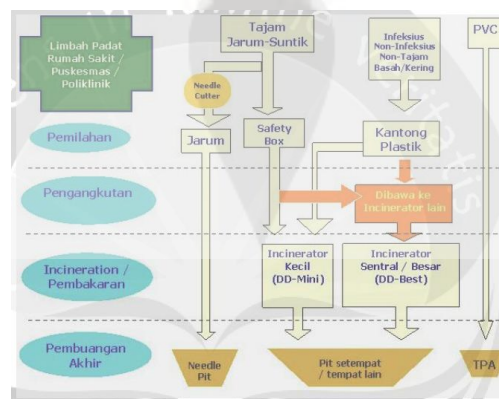 Limbah Padat
Rumah Sakit /
Puskesmas /
Poliklinik
Tajam
Jarum-Suntik
Infeksius
Non-Infeksius
Non-Tajam
Basah/Kering
PVC
Needle
Cutter
Pemilahan
Jarum
Safety
Box
Kantong
Plastik
Pengangkutan
Dibawa ke
Incinerator lain
Incineration /
Pembakaran
Incinerator
Kecil
(DD-Mini)
Incinerator
Sentral / Besar
(DD-Best)
Pembuangan
Akhir
Needle
Pit
Pit setempat
/ tempat lain
TPA